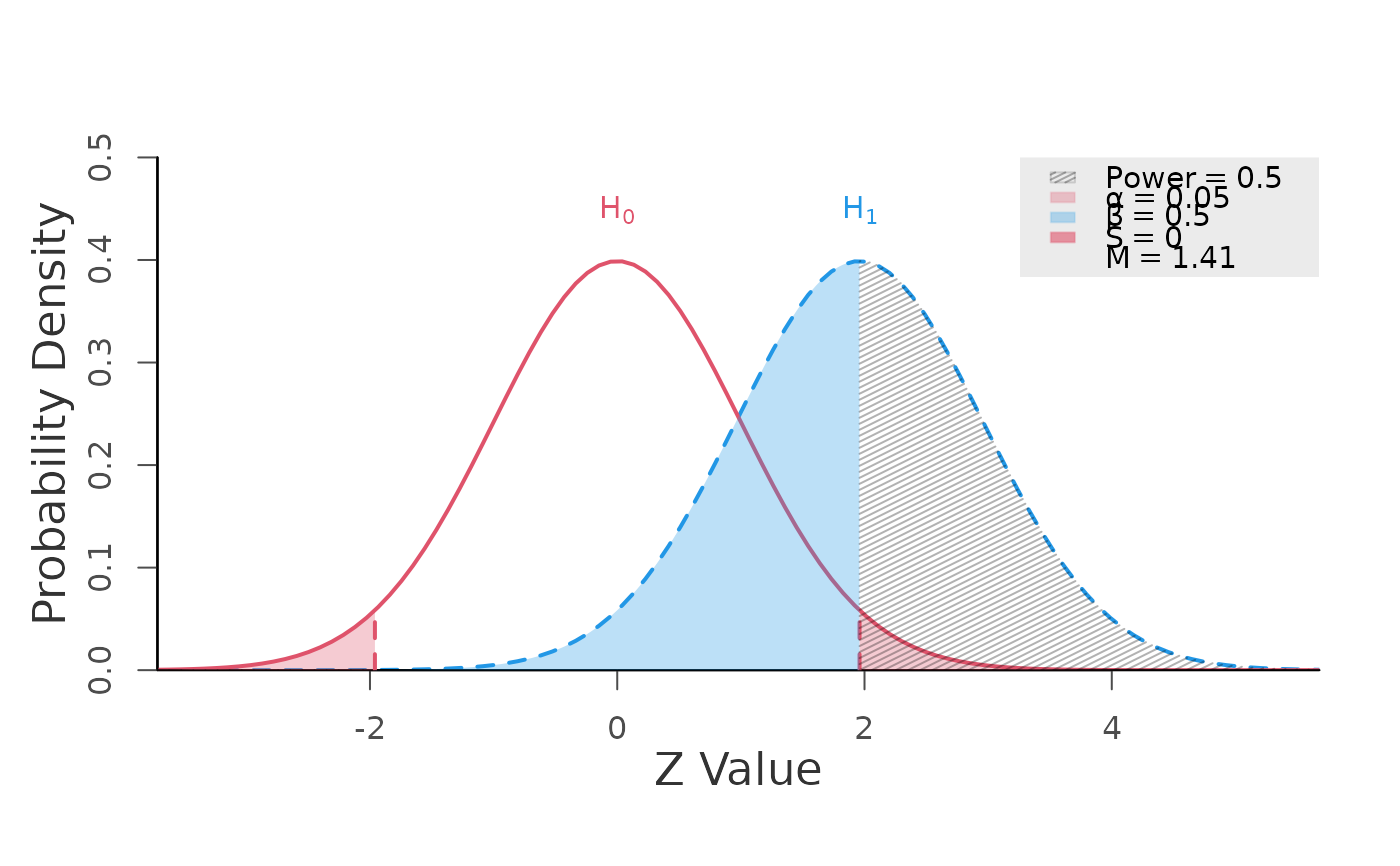 H0
H1
Power = 0.5
α = 0.05
β = 0.5
S = 0
M = 1.41
Probability Density
0.5
0.4
0.3
0.2
0.1
0.0
-2
0
2
4
Z Value